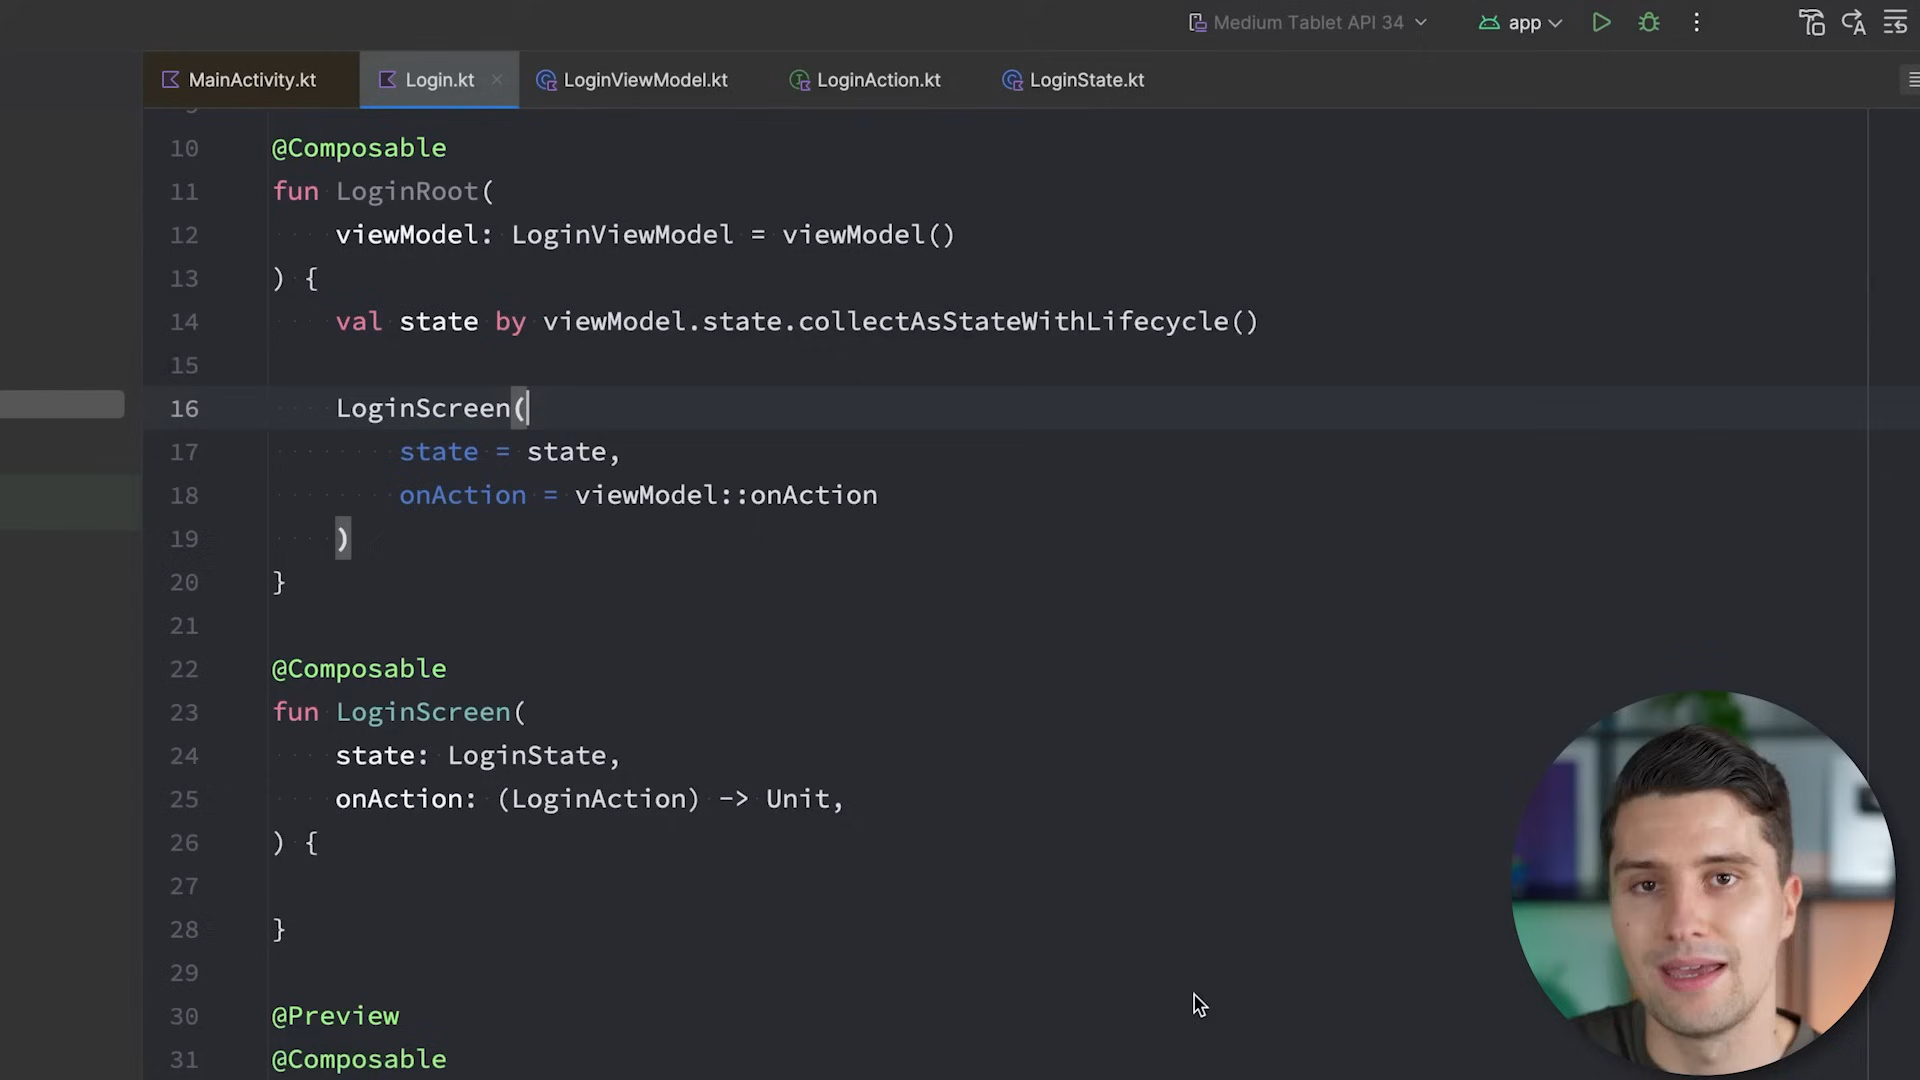 Medium Tablet API 34
app
MainActivity.kt
Login.kt
LoginViewModel.kt
LoginAction.kt
LoginState.kt
10 @Composable
11 fun LoginRoot(
12 viewModel: LoginViewModel = viewModel()
13 ) {
14 val state by viewModel.state.collectAsStateWithLifecycle()
15
16 LoginScreen(
17 state = state,
18 onAction = viewModel::onAction
19 )
20 }
21
22 @Composable
23 fun LoginScreen(
24 state: LoginState,
25 onAction: (LoginAction) -> Unit,
26 ) {
27
28 }
29
30 @Preview
31 @Composable